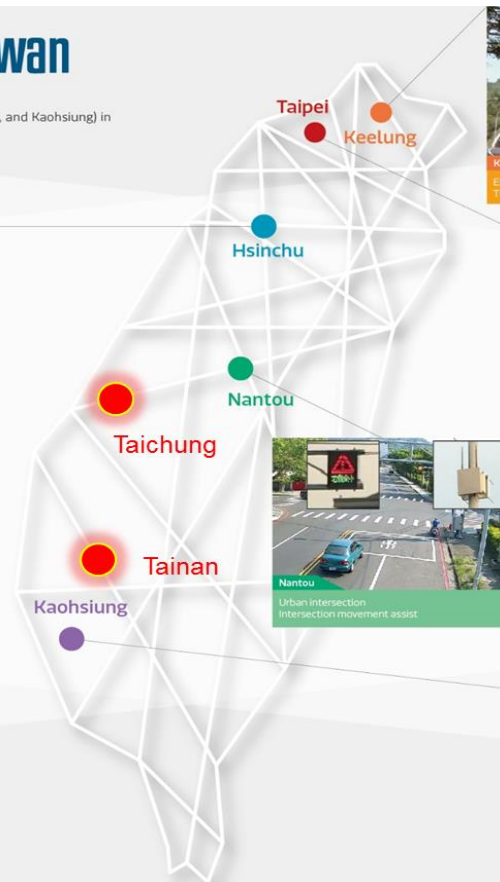 wan
, and Kaohsiung) in
Taipei
Keelung
Hsinchu
Nantou
Taichung
Tainan
Kaohsiung
Nantou
Urban intersection
Intersection movement assist